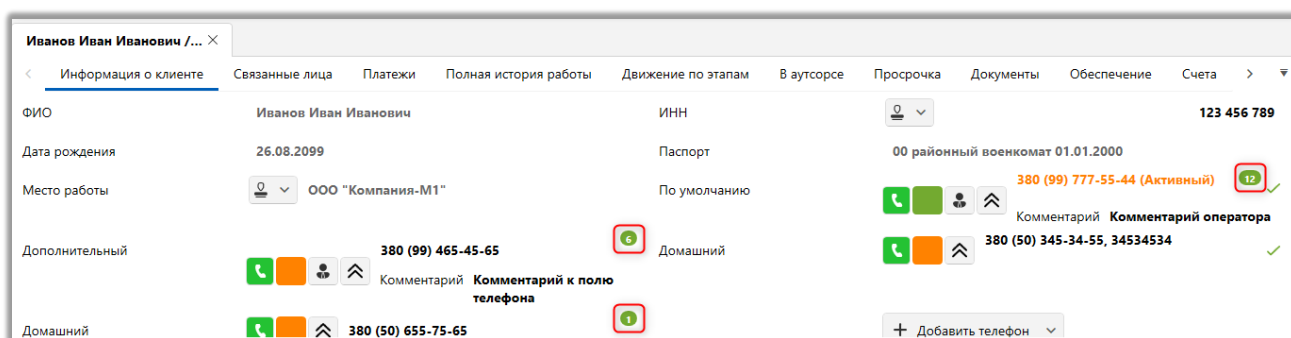 Иванов Иван Иванович /... ×
< Информация о клиенте Связанные лица Платежи Полная история работы Движение по этапам В аутсорсе Просрочка Документы Обеспечение Счета >
ФИО Иванов Иван Иванович ИНН 123 456 789
Дата рождения 26.08.2099 Паспорт 00 районный военкомат 01.01.2000
Место работы ООО "Компания-М1" По умолчанию 380 (99) 777-55-44 (Активный) 12
Комментарий Комментарий оператора
Дополнительный 380 (99) 465-45-65 6 Домашний 380 (50) 345-34-55, 34534534
Комментарий Комментарий к полю
телефона
Домашний 380 (50) 655-75-65 1 + Добавить телефон